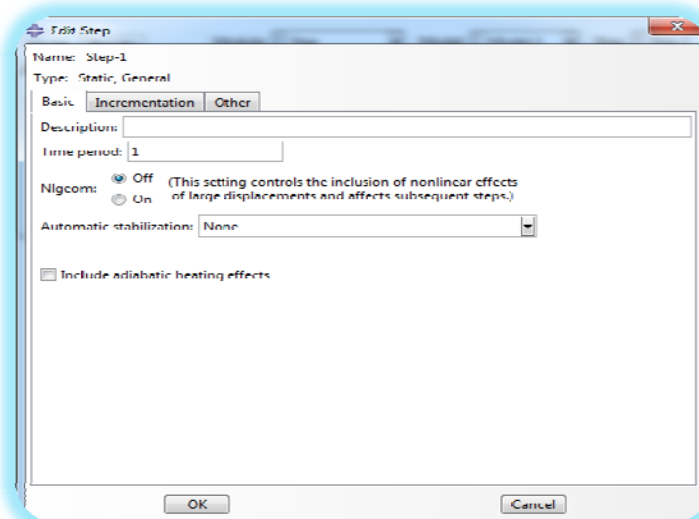 Edit Step
Name: Step-1
Type: Static, General
Basic Incrementation Other
Description:
Time period: 1
Nlgeom: Off (This setting controls the inclusion of nonlinear effects
On of large displacements and affects subsequent steps.)
Automatic stabilization: None
Include adiabatic heating effects
OK Cancel